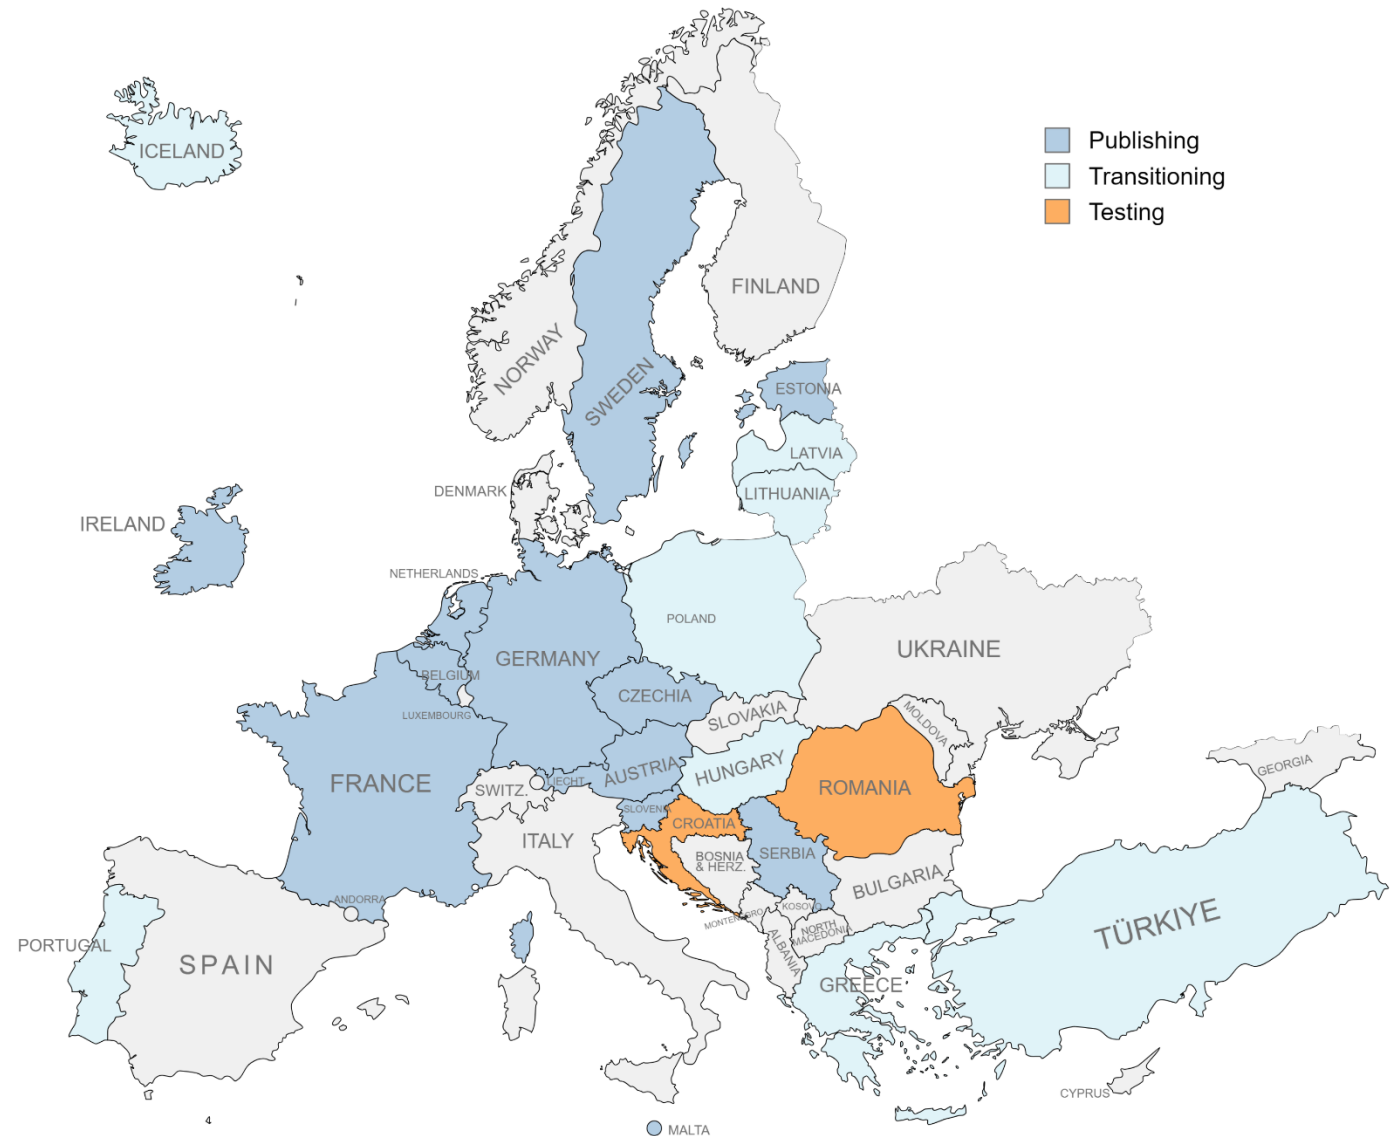 ICELAND
Publishing
Transitioning
Testing
FINLAND
NORWAY
SWEDEN
ESTONIA
LATVIA
LITHUANIA
DENMARK
IRELAND
NETHERLANDS
POLAND
UKRAINE
GERMANY
BELGIUM
CZECHIA
LUXEMBOURG
SLOVAKIA
MOLDOVA
FRANCE
AUSTRIA
HUNGARY
LIECHT.
SWITZ.
ROMANIA
GEORGIA
SLOVENIA
CROATIA
ITALY
SERBIA
BOSNIA
& HERZ.
BULGARIA
ANDORRA
KOSOVO
MONTENEGRO
NORTH
MACEDONIA
ALBANIA
TÜRKIYE
PORTUGAL
SPAIN
GREECE
CYPRUS
MALTA